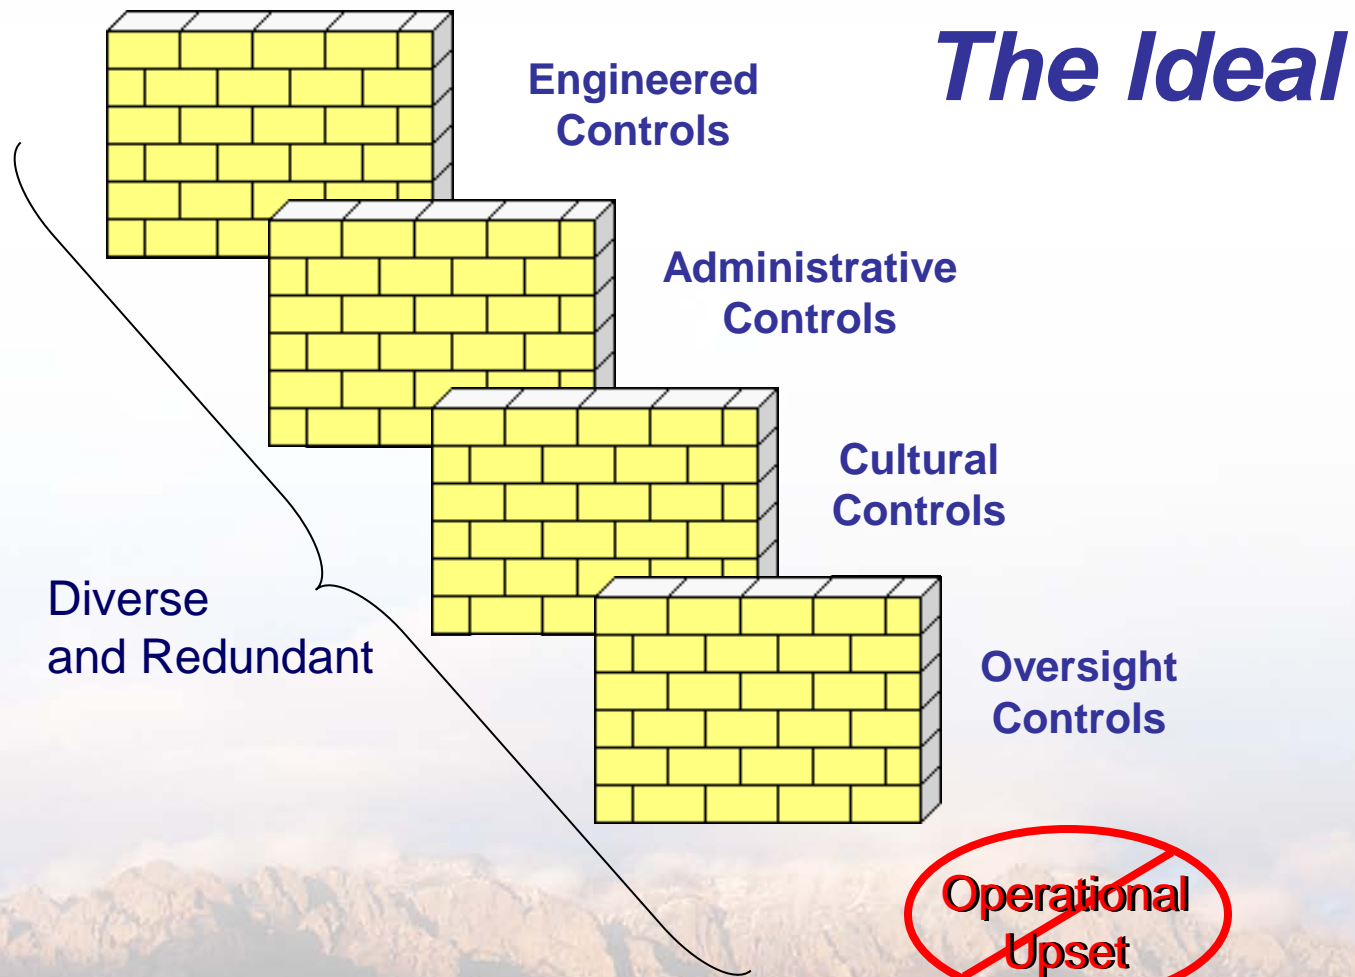 The Ideal
Engineered
Controls
Administrative
Controls
Cultural
Controls
Diverse
and Redundant
Oversight
Controls
Operational
Upset